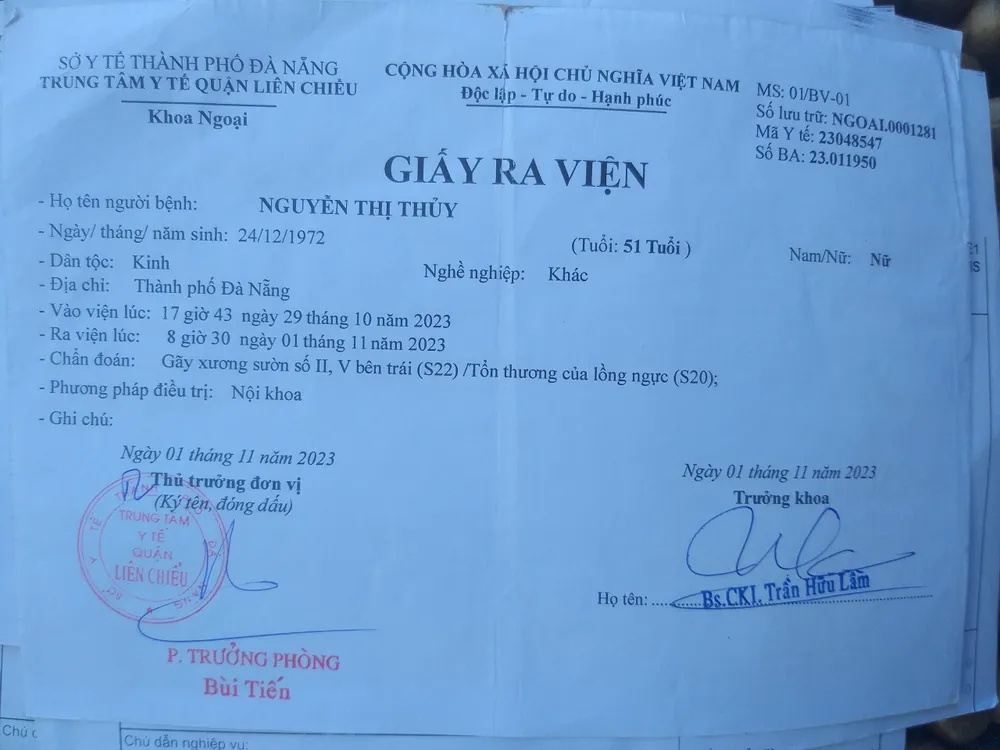 SỞ Y TẾ THÀNH PHỐ ĐÀ NẴNG
TRUNG TÂM Y TẾ QUẬN LIÊN CHIỂU
Khoa Ngoại
CỘNG HÒA XÃ HỘI CHỦ NGHĨA VIỆT NAM
Độc lập - Tự do - Hạnh phúc
MS: 01/BV-01
Số lưu trữ: NGOAI.0001281
Mã Y tế: 23048547
Số BA: 23.011950
GIẤY RA VIỆN
- Họ tên người bệnh: NGUYỄN THỊ THỦY
- Ngày/ tháng/ năm sinh: 24/12/1972 (Tuổi: 51 Tuổi ) Nam/Nữ: Nữ
- Dân tộc: Kinh Nghề nghiệp: Khác
- Địa chỉ: Thành phố Đà Nẵng
- Vào viện lúc: 17 giờ 43 ngày 29 tháng 10 năm 2023
- Ra viện lúc: 8 giờ 30 ngày 01 tháng 11 năm 2023
- Chẩn đoán: Gãy xương sườn số II, V bên trái (S22) /Tổn thương của lồng ngực (S20);
- Phương pháp điều trị: Nội khoa
- Ghi chú:
Ngày 01 tháng 11 năm 2023
Thủ trưởng đơn vị
(Ký tên, đóng dấu)
TRUNG TÂM
Y TẾ
QUẬN
LIÊN CHIỂU
P. TRƯỞNG PHÒNG
Bùi Tiến
Ngày 01 tháng 11 năm 2023
Trưởng khoa
Họ tên: Bs.CKI. Trần Hữu Lâm
Chú dẫn nghiệp vụ: